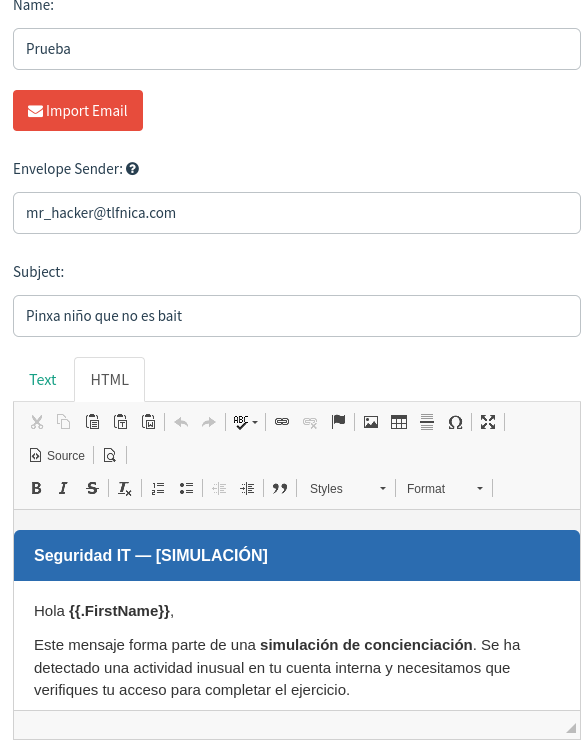 Name:
Prueba
Import Email
Envelope Sender:
mr_hacker@tlfnica.com
Subject:
Pinxa niño que no es bait
Text HTML
ABC
Source
B I S Tx Styles Format
Seguridad IT — [SIMULACIÓN]
Hola {{.FirstName}},
Este mensaje forma parte de una simulación de concienciación. Se ha
detectado una actividad inusual en tu cuenta interna y necesitamos que
verifiques tu acceso para completar el ejercicio.